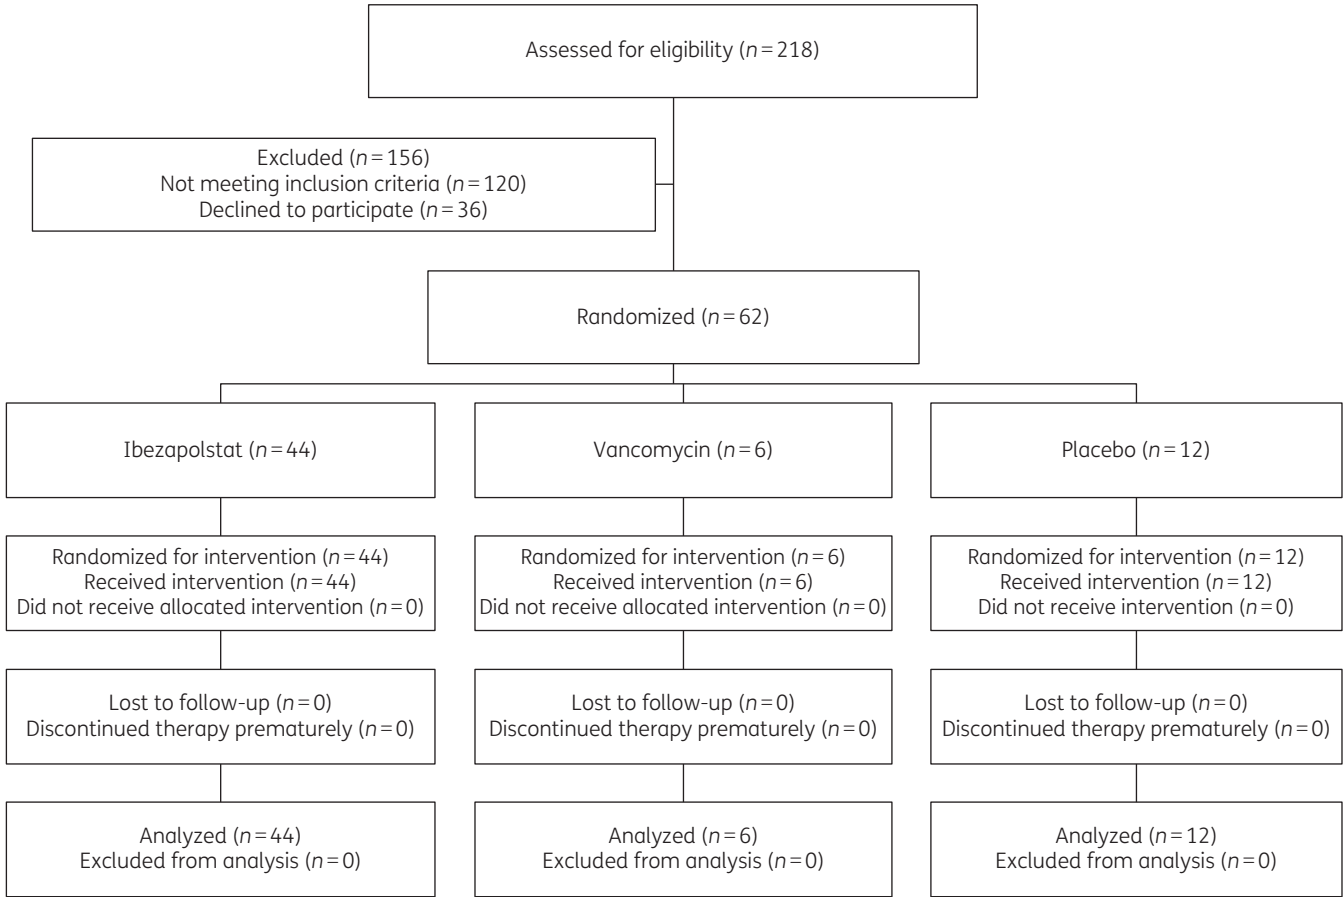 Assessed for eligibility (n=218)
Excluded (n=156)
Not meeting inclusion criteria (n=120)
Declined to participate (n=36)
Randomized (n=62)
Ibezapolstat (n=44)
Vancomycin (n=6)
Placebo (n=12)
Randomized for intervention (n=44)
Received intervention (n=44)
Did not receive allocated intervention (n=0)
Randomized for intervention (n=6)
Received intervention (n=6)
Did not receive allocated intervention (n=0)
Randomized for intervention (n=12)
Received intervention (n=12)
Did not receive intervention (n=0)
Lost to follow-up (n=0)
Discontinued therapy prematurely (n=0)
Lost to follow-up (n=0)
Discontinued therapy prematurely (n=0)
Lost to follow-up (n=0)
Discontinued therapy prematurely (n=0)
Analyzed (n=44)
Excluded from analysis (n=0)
Analyzed (n=6)
Excluded from analysis (n=0)
Analyzed (n=12)
Excluded from analysis (n=0)